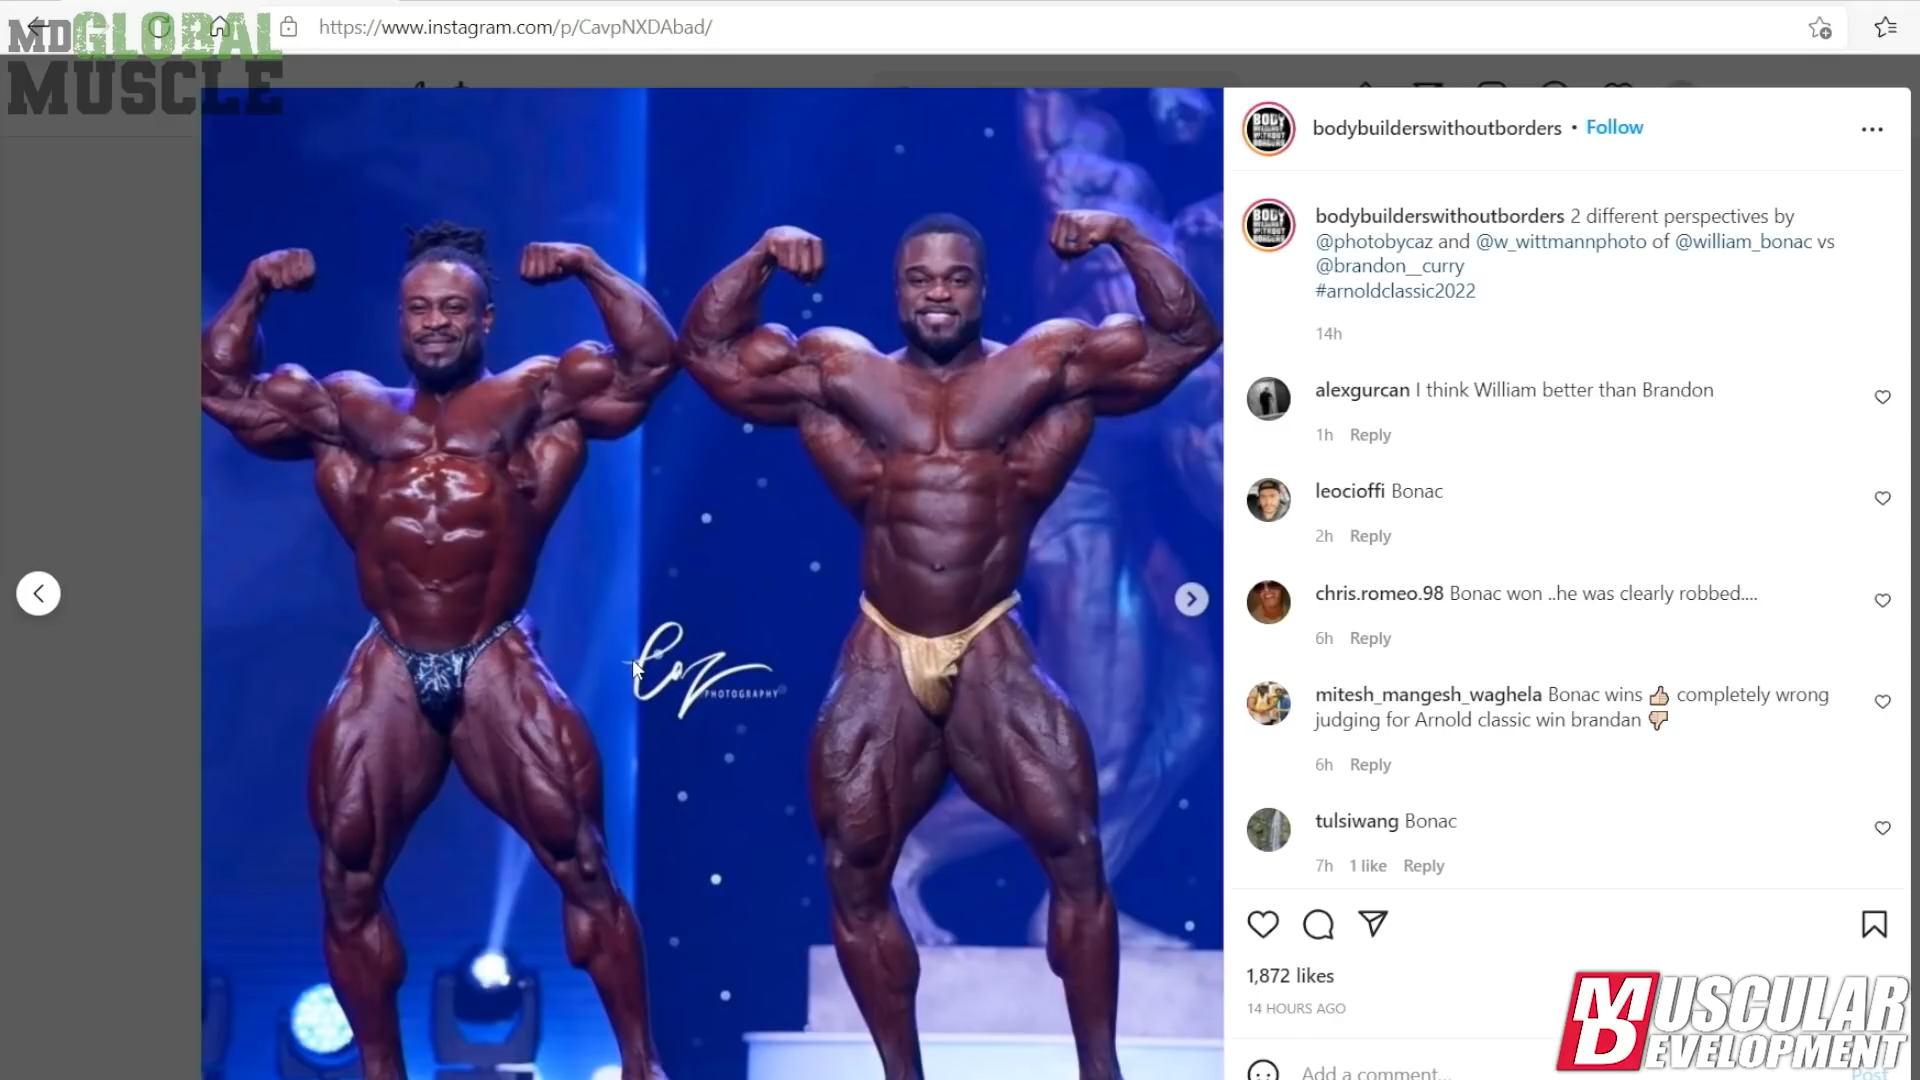 https://www.instagram.com/p/CavpNXDAbad/
MD GLOBAL
MUSCLE
bodybuilderswithoutborders • Follow
bodybuilderswithoutborders 2 different perspectives by
@photobycaz and @w_wittmannphoto of @william_bonac vs
@brandon__curry
#arnoldclassic2022
14h
alexgurcan I think William better than Brandon
1h Reply
leocioffi Bonac
2h Reply
chris.romeo.98 Bonac won ..he was clearly robbed....
6h Reply
mitesh_mangesh_waghela Bonac wins 👍 completely wrong
judging for Arnold classic win brandan 👎
6h Reply
tulsiwang Bonac
7h 1 like Reply
1,872 likes
14 HOURS AGO
Add a comment...
Post
Caz
PHOTOGRAPHY
MUSCULAR
DEVELOPMENT